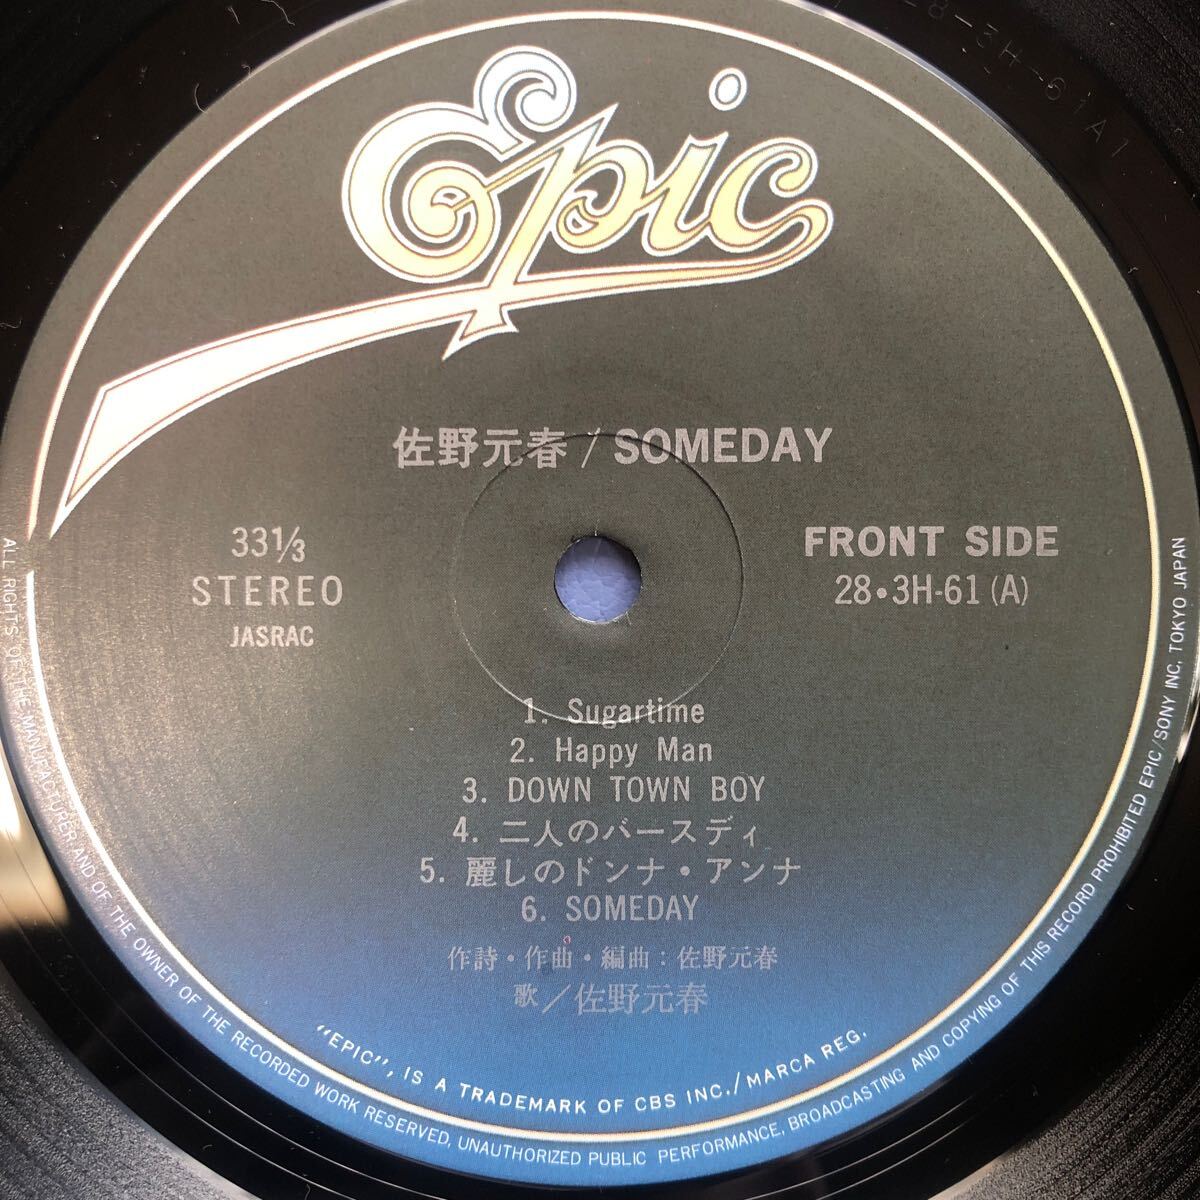 28-3H-61A1
Epic
佐野元春 / SOMEDAY
33⅓
STEREO
JASRAC
FRONT SIDE
28・3H-61 (A)
1. Sugartime
2. Happy Man
3. DOWN TOWN BOY
4. 二人のバースディ
5. 麗しのドンナ・アンナ
6. SOMEDAY
作詩・作曲・編曲：佐野元春
歌／佐野元春
"EPIC", IS A TRADEMARK OF CBS INC./MARCA REG.
ALL RIGHTS OF THE MANUFACTURER AND OF THE OWNER OF THE RECORDED WORK RESERVED, UNAUTHORIZED PUBLIC PERFORMANCE, BROADCASTING AND COPYING OF THIS RECORD PROHIBITED EPIC/SONY INC. TOKYO JAPAN